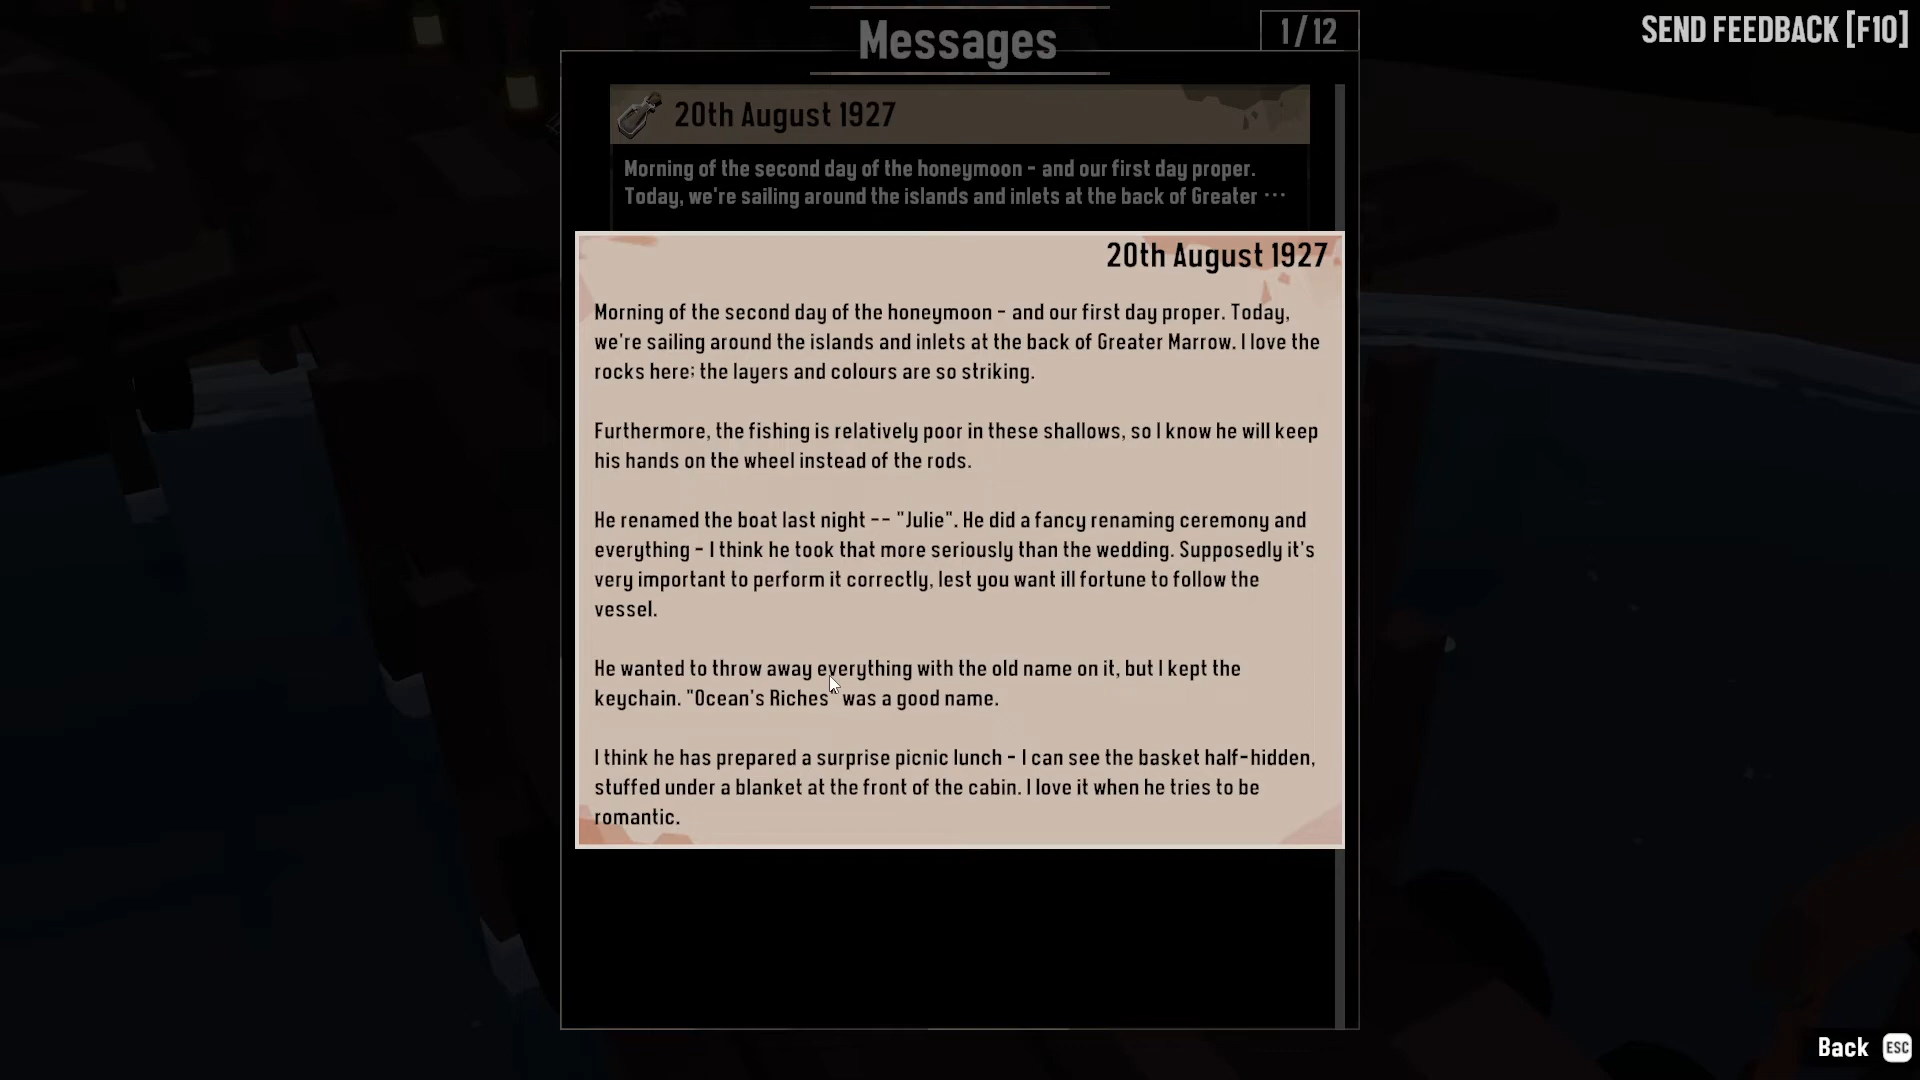 Messages
1/12
SEND FEEDBACK [F10]
20th August 1927
Morning of the second day of the honeymoon - and our first day proper.
Today, we're sailing around the islands and inlets at the back of Greater ...
20th August 1927
Morning of the second day of the honeymoon - and our first day proper. Today,
we're sailing around the islands and inlets at the back of Greater Marrow. I love the
rocks here; the layers and colours are so striking.
Furthermore, the fishing is relatively poor in these shallows, so I know he will keep
his hands on the wheel instead of the rods.
He renamed the boat last night -- "Julie". He did a fancy renaming ceremony and
everything - I think he took that more seriously than the wedding. Supposedly it's
very important to perform it correctly, lest you want ill fortune to follow the
vessel.
He wanted to throw away everything with the old name on it, but I kept the
keychain. "Ocean's Riches" was a good name.
I think he has prepared a surprise picnic lunch - I can see the basket half-hidden,
stuffed under a blanket at the front of the cabin. I love it when he tries to be
romantic.
Back ESC